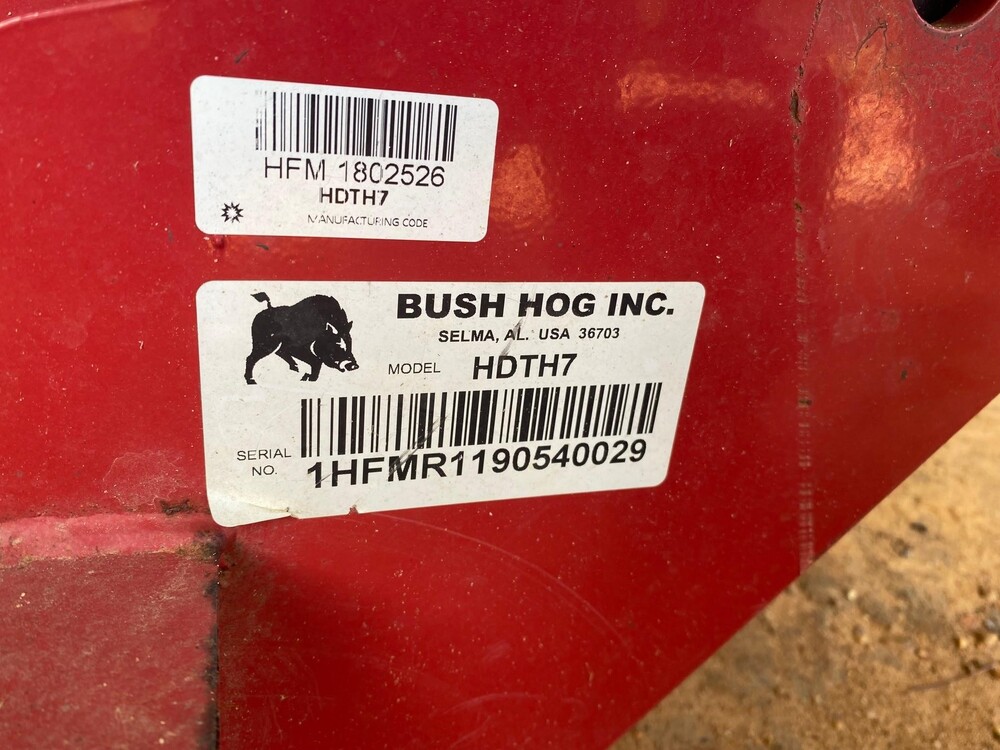 HFM 1802526
HDTH7
MANUFACTURING CODE
BUSH HOG INC.
SELMA, AL. USA 36703
MODEL HDTH7
SERIAL NO. 1HFMR1190540029